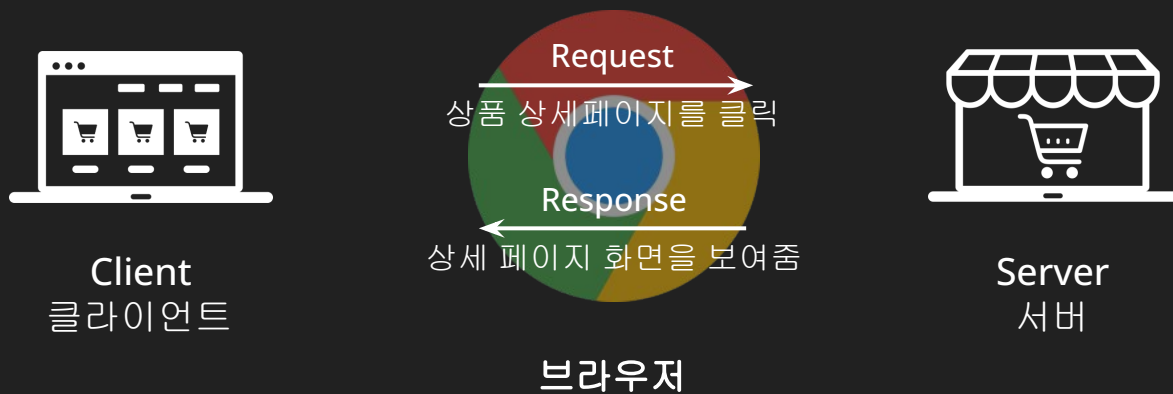 Request
상품 상세페이지를 클릭
Response
상세 페이지 화면을 보여줌
Client
클라이언트
Server
서버
브라우저